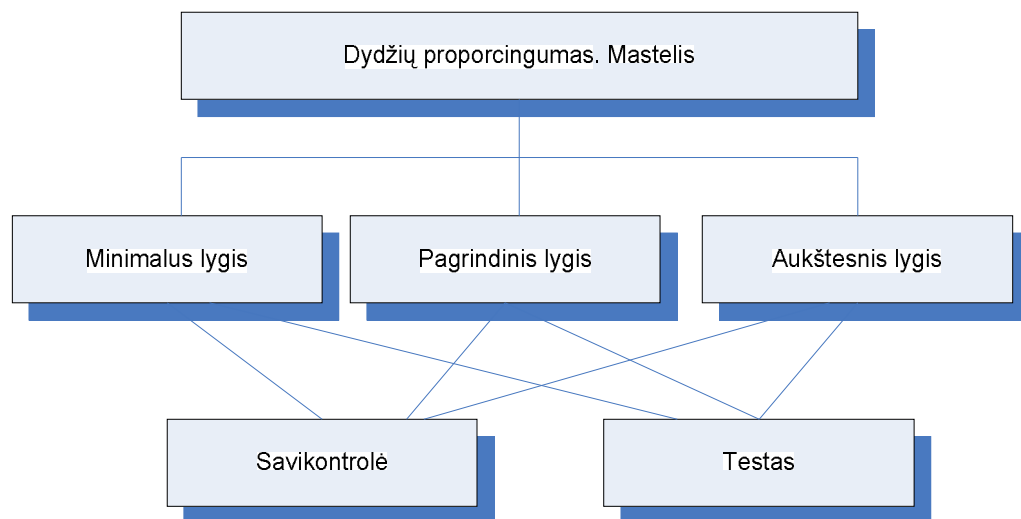 Dydžių proporcingumas. Mastelis
Minimalus lygis
Pagrindinis lygis
Aukštesnis lygis
Savikontrolė
Testas